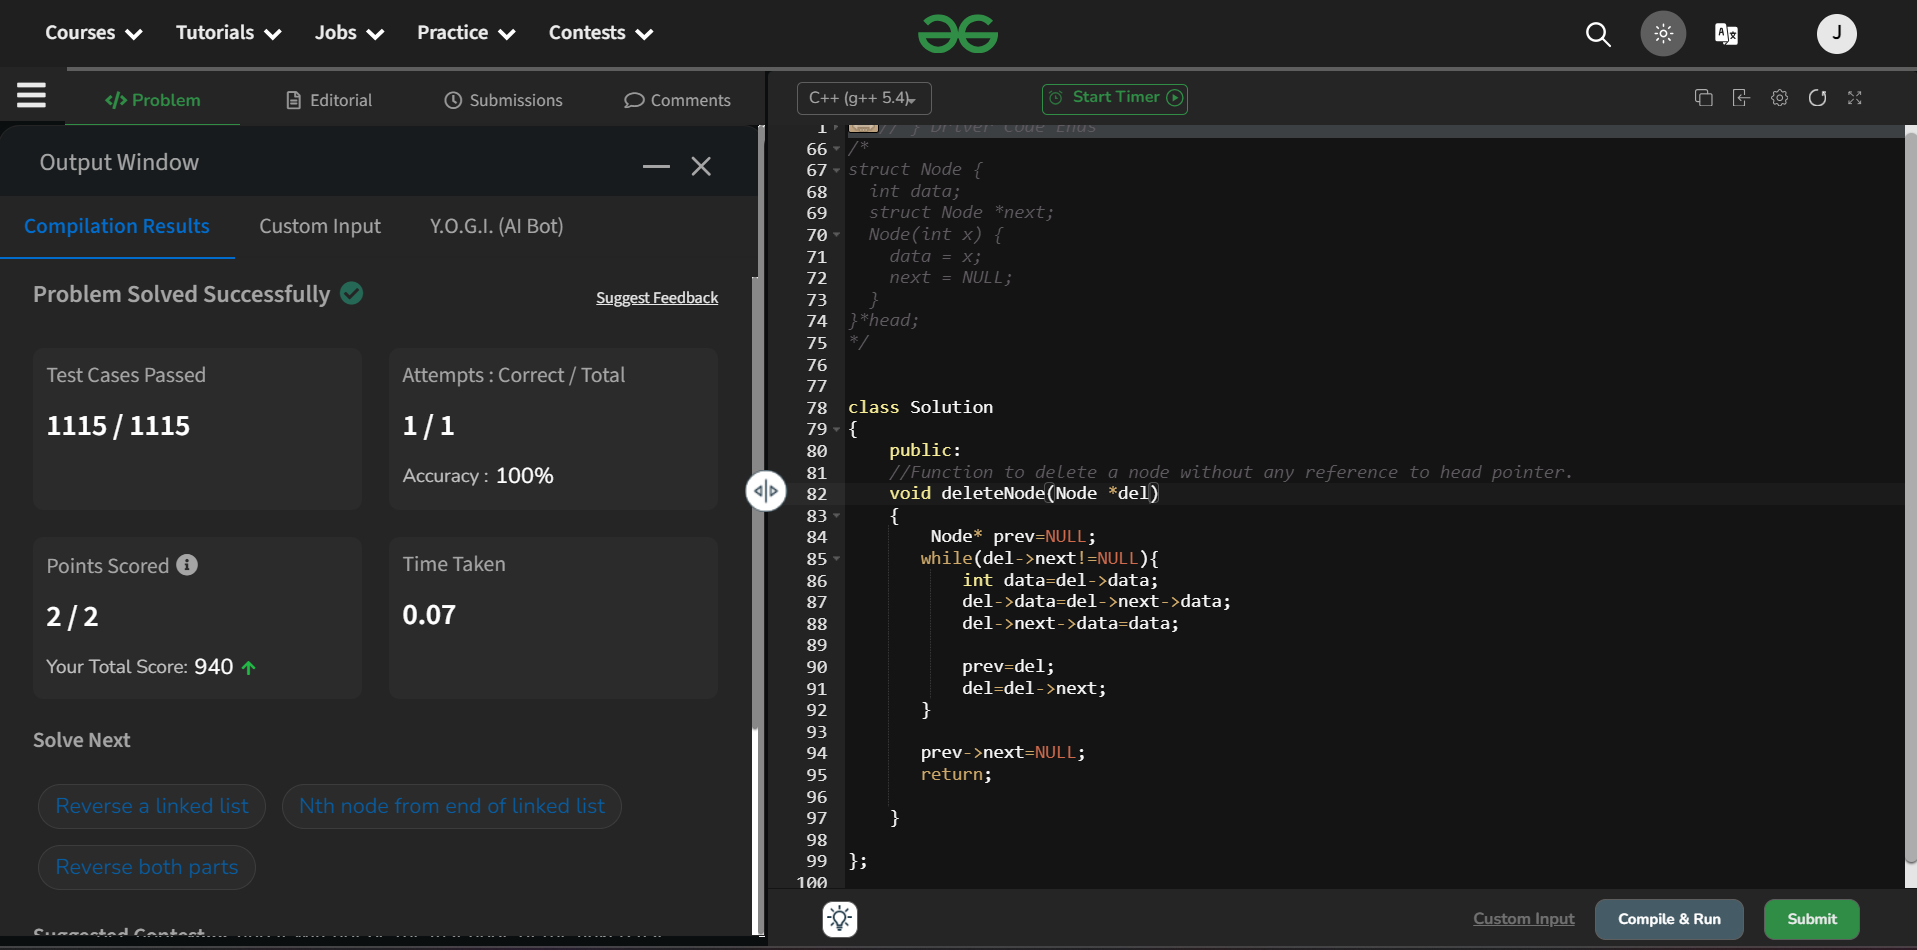 Courses Tutorials Jobs Practice Contests
J
Problem Editorial Submissions Comments
Output Window
Compilation Results Custom Input Y.O.G.I. (AI Bot)
Problem Solved Successfully
Suggest Feedback
Test Cases Passed
1115 / 1115
Attempts : Correct / Total
1 / 1
Accuracy : 100%
Points Scored
2 / 2
Your Total Score: 940
Time Taken
0.07
Solve Next
Reverse a linked list Nth node from end of linked list
Reverse both parts
C++ (g++ 5.4)
Start Timer
1 // } Driver Code Ends
66 /*
67 struct Node {
68 int data;
69 struct Node *next;
70 Node(int x) {
71 data = x;
72 next = NULL;
73 }
74 }*head;
75 */
76
77
78 class Solution
79 {
80 public:
81 //Function to delete a node without any reference to head pointer.
82 void deleteNode(Node *del)
83 {
84 Node* prev=NULL;
85 while(del->next!=NULL){
86 int data=del->data;
87 del->data=del->next->data;
88 del->next->data=data;
89
90 prev=del;
91 del=del->next;
92 }
93
94 prev->next=NULL;
95 return;
96
97 }
98
99 };
100
Custom Input Compile & Run Submit